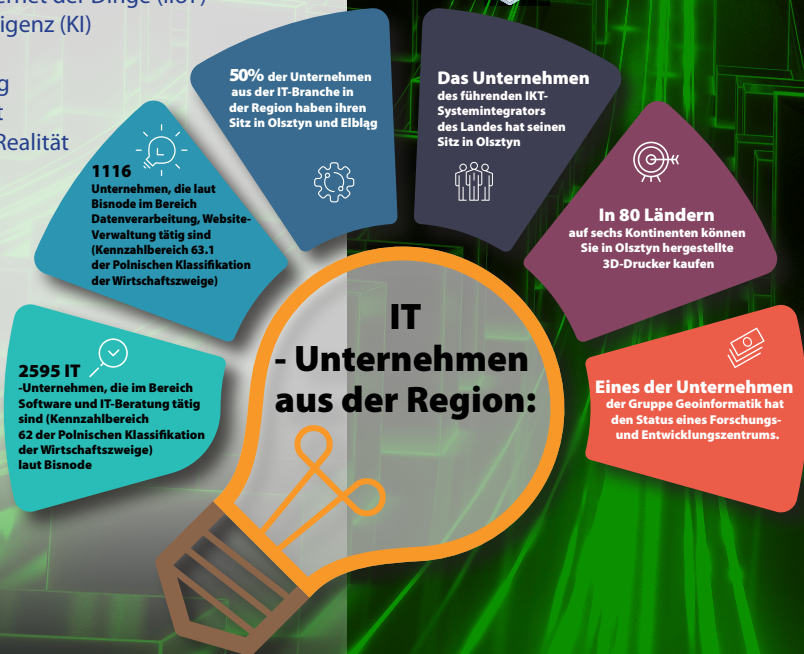 igenz (KI)
g
t
Realität
50% der Unternehmen
aus der IT-Branche in
der Region haben ihren
Sitz in Olsztyn und Elbląg
Das Unternehmen
des führenden IKT-
Systemintegrators
des Landes hat seinen
Sitz in Olsztyn
1116
Unternehmen, die laut
Bisnode im Bereich
Datenverarbeitung, Website-
Verwaltung tätig sind
(Kennzahlbereich 63.1
der Polnischen Klassifikation
der Wirtschaftszweige)
In 80 Ländern
auf sechs Kontinenten können
Sie in Olsztyn hergestellte
3D-Drucker kaufen
2595 IT
-Unternehmen, die im Bereich
Software und IT-Beratung tätig
sind (Kennzahlbereich
62 der Polnischen Klassifikation
der Wirtschaftszweige)
laut Bisnode
IT
- Unternehmen
aus der Region:
Eines der Unternehmen
der Gruppe Geoinformatik hat
den Status eines Forschungs-
und Entwicklungszentrums.